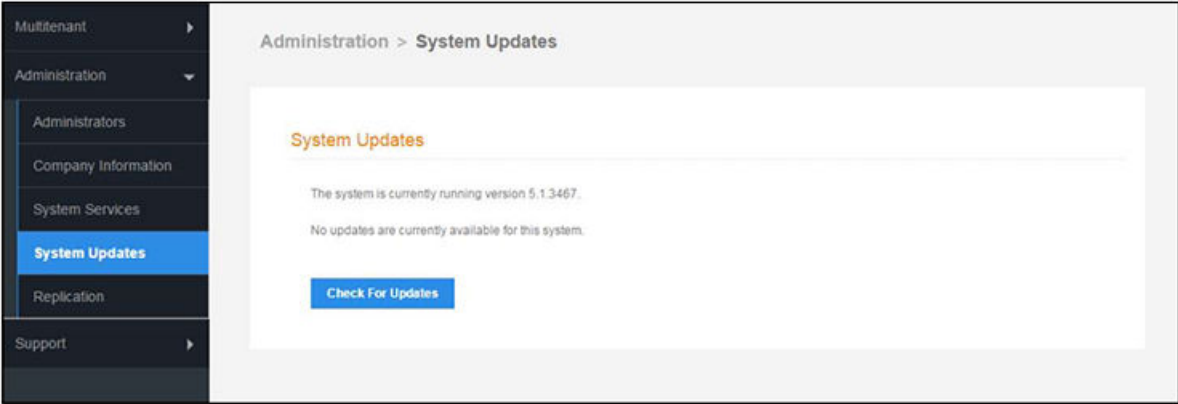 Multitenant
Administration
Administrators
Company Information
System Services
System Updates
Replication
Support
Administration > System Updates
System Updates
The system is currently running version 5.1.3467.
No updates are currently available for this system.
Check For Updates